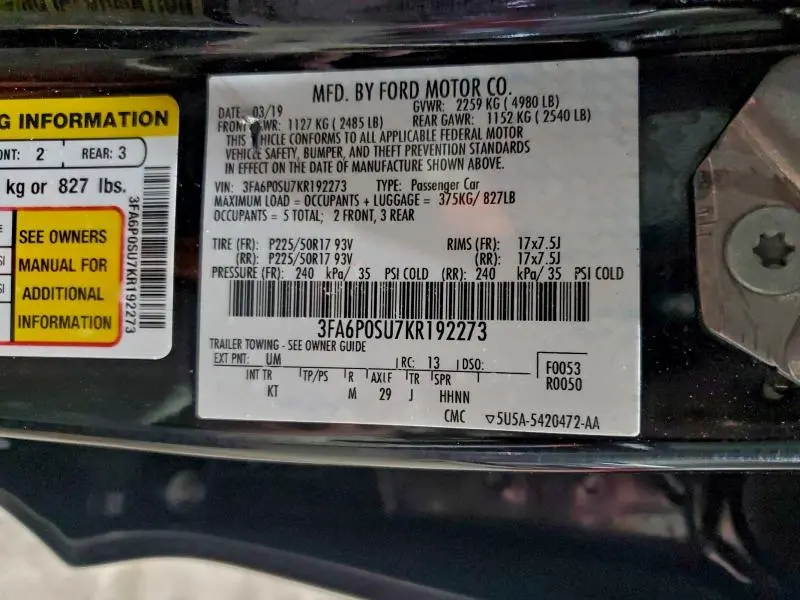 G INFORMATION
NT: 2 REAR: 3
kg or 827 lbs.
SEE OWNERS
MANUAL FOR
ADDITIONAL
INFORMATION
3FA6P0SU7KR192273
MFD. BY FORD MOTOR CO.
DATE 03/19 GVWR: 2259 KG ( 4980 LB)
FRONT GAWR: 1127 KG ( 2485 LB) REAR GAWR: 1152 KG ( 2540 LB)
THIS VEHICLE CONFORMS TO ALL APPLICABLE FEDERAL MOTOR
VEHICLE SAFETY, BUMPER, AND THEFT PREVENTION STANDARDS
IN EFFECT ON THE DATE OF MANUFACTURE SHOWN ABOVE.
VIN: 3FA6P0SU7KR192273 TYPE: Passenger Car
MAXIMUM LOAD = OCCUPANTS + LUGGAGE = 375KG/ 827LB
OCCUPANTS = 5 TOTAL; 2 FRONT, 3 REAR
TIRE (FR): P225/50R17 93V RIMS (FR): 17x7.5J
(RR): P225/50R17 93V (RR): 17x7.5J
PRESSURE (FR): 240 kPa/ 35 PSI COLD (RR): 240 kPa/ 35 PSI COLD
3FA6P0SU7KR192273
TRAILER TOWING - SEE OWNER GUIDE
EXT PNT: UM RC: 13 DSO: F0053
INT TR TP/PS R AXLE TR SPR R0050
KT M 29 J HHNN
CMC 5U5A-5420472-AA